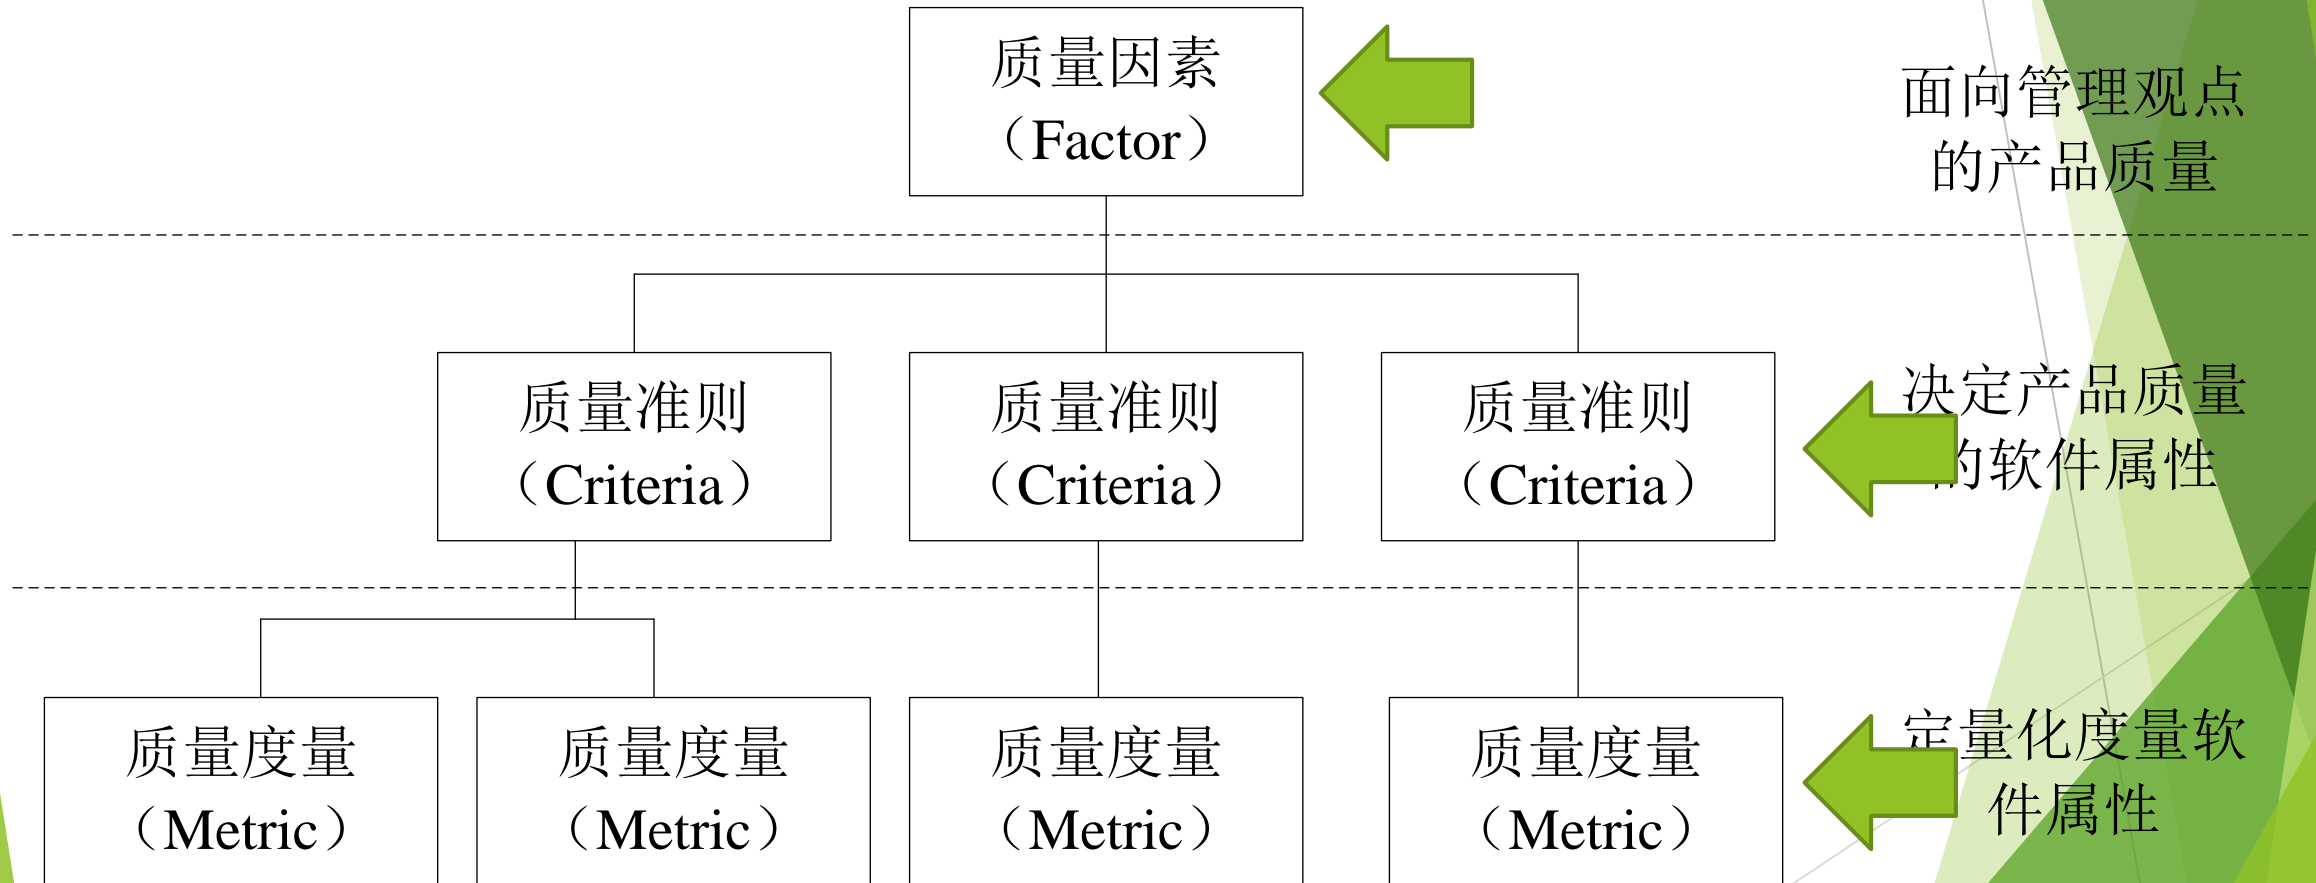 质量因素
（Factor）
面向管理观点
的产品质量
质量准则
（Criteria）
质量准则
（Criteria）
质量准则
（Criteria）
决定产品质量
的软件属性
质量度量
（Metric）
质量度量
（Metric）
质量度量
（Metric）
质量度量
（Metric）
定量化度量软
件属性